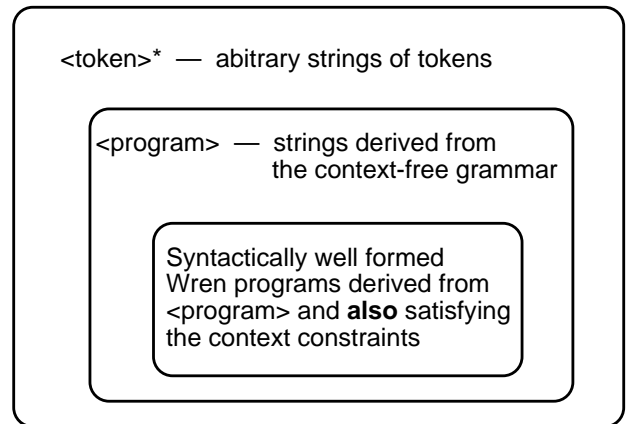 <token>* — abitrary strings of tokens
<program> — strings derived from
the context-free grammar
Syntactically well formed
Wren programs derived from
<program> and also satisfying
the context constraints